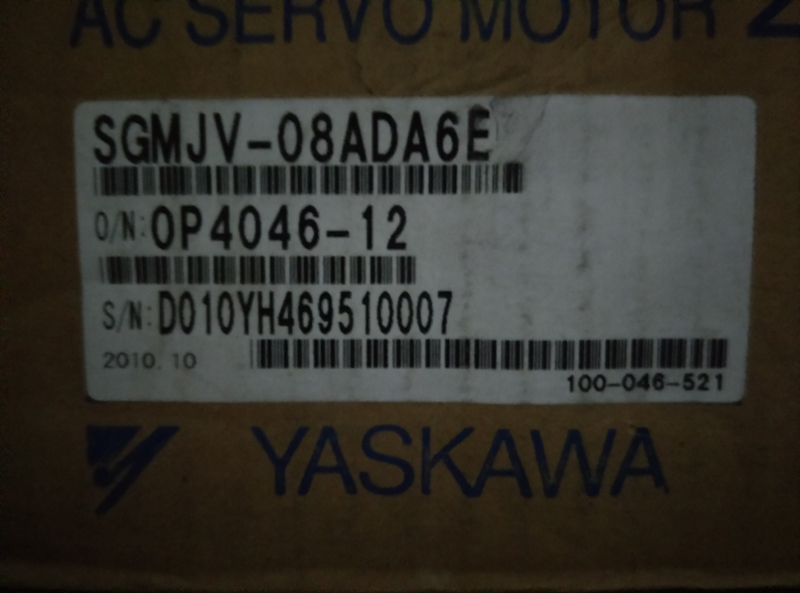 AC SERVO MOTOR
SGMJV-08ADA6E
O/N: OP4046-12
S/N: D010YH469510007
2010. 10
100-046-521
YASKAWA